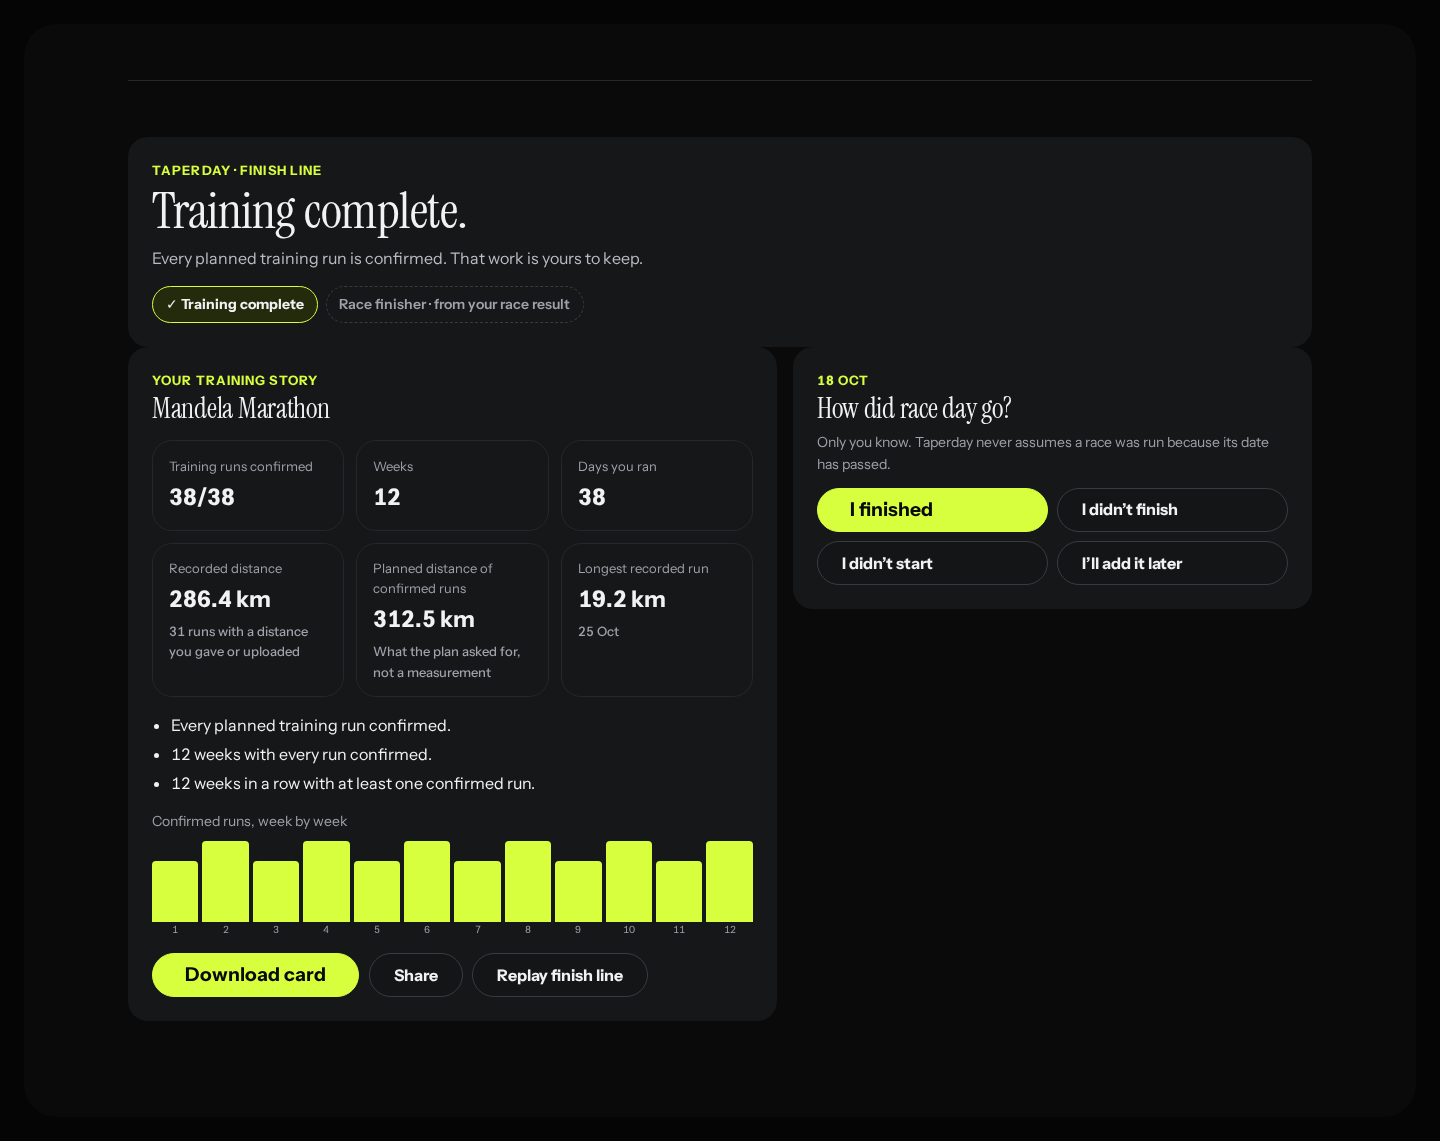 TAPERDAY · FINISH LINE
Training complete.
Every planned training run is confirmed. That work is yours to keep.
✓ Training complete
Race finisher · from your race result
YOUR TRAINING STORY
Mandela Marathon
Training runs confirmed
38/38
Weeks
12
Days you ran
38
Recorded distance
286.4 km
31 runs with a distance
you gave or uploaded
Planned distance of
confirmed runs
312.5 km
What the plan asked for,
not a measurement
Longest recorded run
19.2 km
25 Oct
• Every planned training run confirmed.
• 12 weeks with every run confirmed.
• 12 weeks in a row with at least one confirmed run.
Confirmed runs, week by week
1 2 3 4 5 6 7 8 9 10 11 12
Download card
Share
Replay finish line
18 OCT
How did race day go?
Only you know. Taperday never assumes a race was run because its date
has passed.
I finished
I didn’t finish
I didn’t start
I’ll add it later